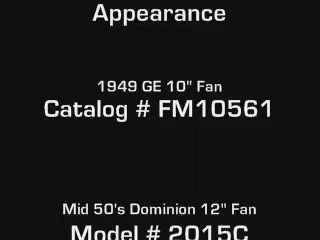 Appearance
1949 GE 10" Fan
Catalog # FM10561
Mid 50's Dominion 12" Fan
Model # 2015C